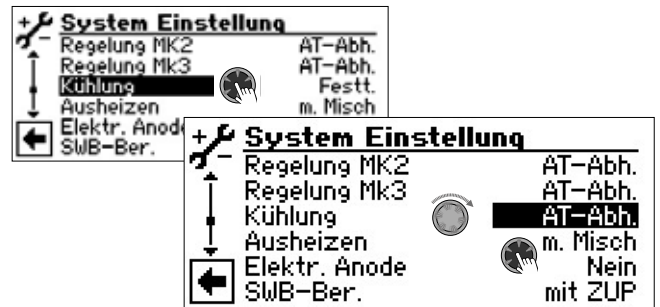 System Einstellung
Regelung MK2 AT-Abh.
Regelung Mk3 AT-Abh.
Kühlung Festt.
Ausheizen m. Misch
Elektr. Anode
SWB-Ber.
System Einstellung
Regelung MK2 AT-Abh.
Regelung Mk3 AT-Abh.
Kühlung AT-Abh.
Ausheizen m. Misch
Elektr. Anode Nein
SWB-Ber. mit ZUP